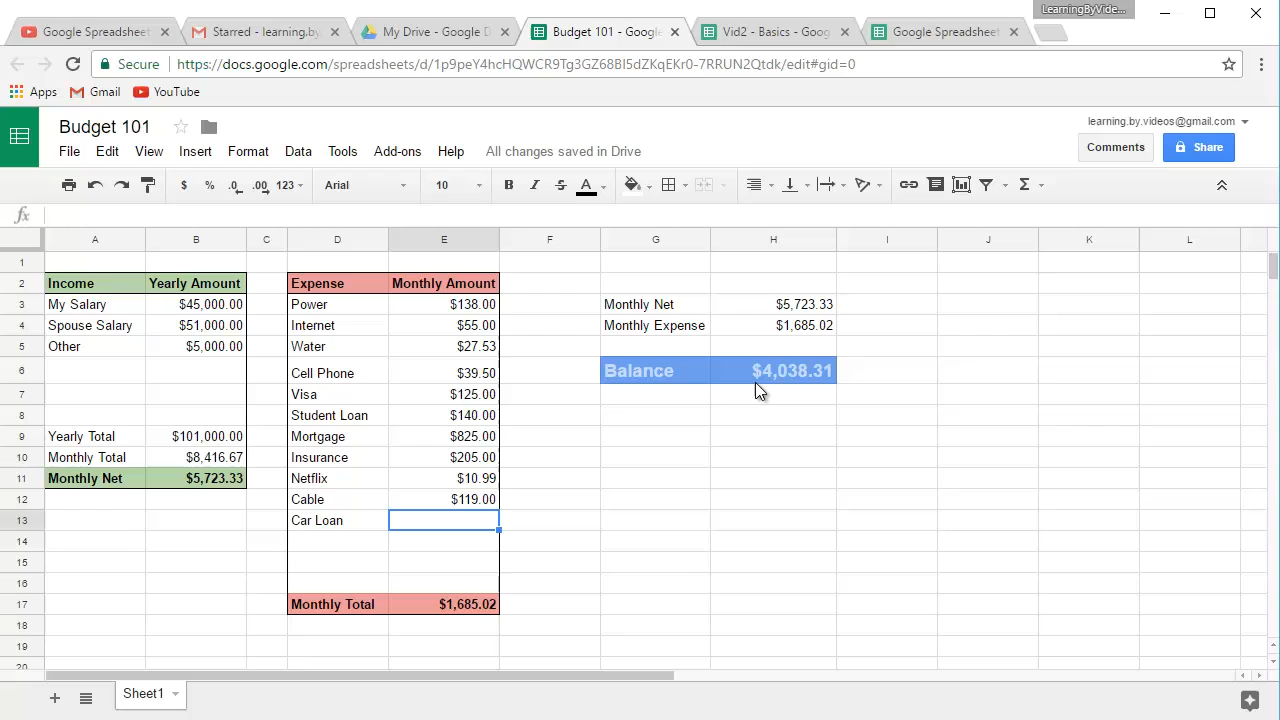 LearningByVide...
Google Spreadsheet
Starred - learning.by
My Drive - Google D
Budget 101 - Google
Vid2 - Basics - Goog
Google Spreadsheet
Secure
https://docs.google.com/spreadsheets/d/1p9peY4hcHQWCR9Tg3GZ68BI5dZKqEKr0-7RRUN2Qtdk/edit#gid=0
Apps Gmail YouTube
Budget 101
learning.by.videos@gmail.com
File Edit View Insert Format Data Tools Add-ons Help All changes saved in Drive
Comments Share
$ % .0 .00 123 Arial 10 B I S A Σ
fx
A B C D E F G H I J K L
1
2 Income Yearly Amount Expense Monthly Amount
3 My Salary $45,000.00 Power $138.00 Monthly Net $5,723.33
4 Spouse Salary $51,000.00 Internet $55.00 Monthly Expense $1,685.02
5 Other $5,000.00 Water $27.53
6 Cell Phone $39.50 Balance $4,038.31
7 Visa $125.00
8 Student Loan $140.00
9 Yearly Total $101,000.00 Mortgage $825.00
10 Monthly Total $8,416.67 Insurance $205.00
11 Monthly Net $5,723.33 Netflix $10.99
12 Cable $119.00
13 Car Loan
14
15
16
17 Monthly Total $1,685.02
18
19
20
Sheet1